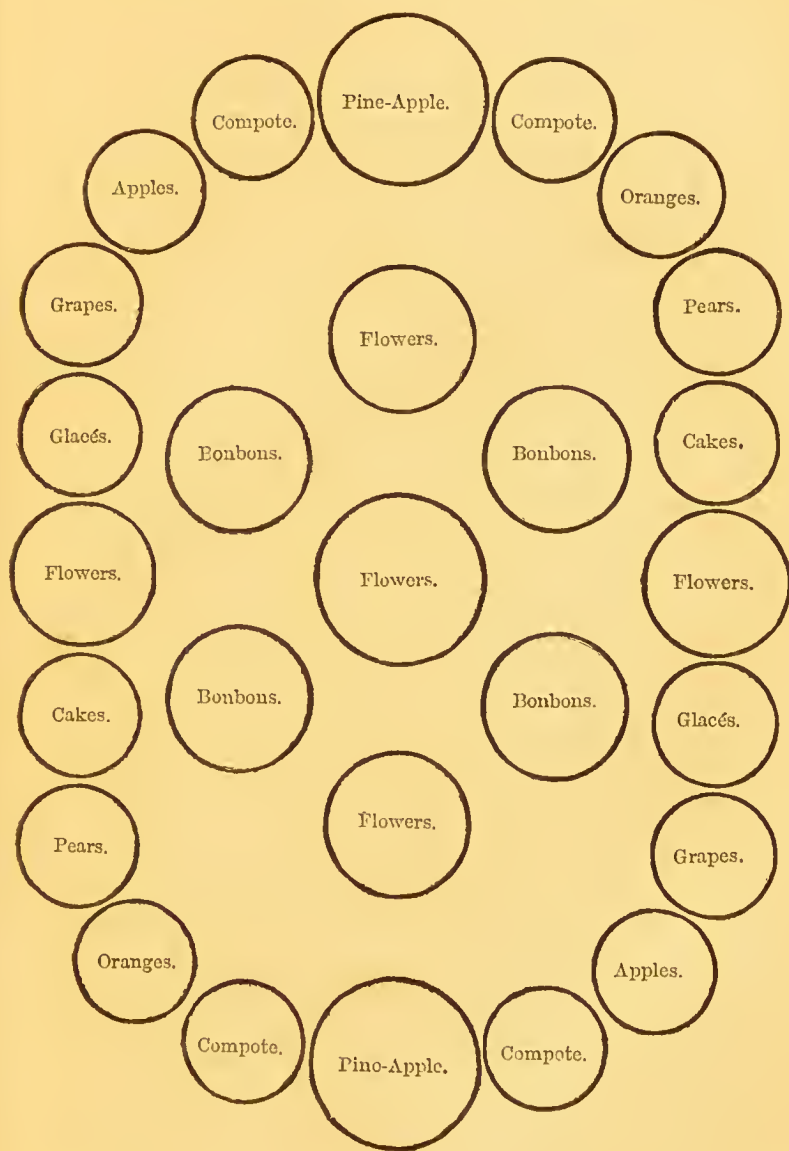 Pine-Apple.
Compote.
Compote.
Apples.
Oranges.
Grapes.
Pears.
Flowers.
Glacés.
Bonbons.
Bonbons.
Cakes.
Flowers.
Flowers.
Flowers.
Cakes.
Bonbons.
Bonbons.
Glacés.
Flowers.
Pears.
Grapes.
Oranges.
Apples.
Compote.
Pine-Apple.
Compote.